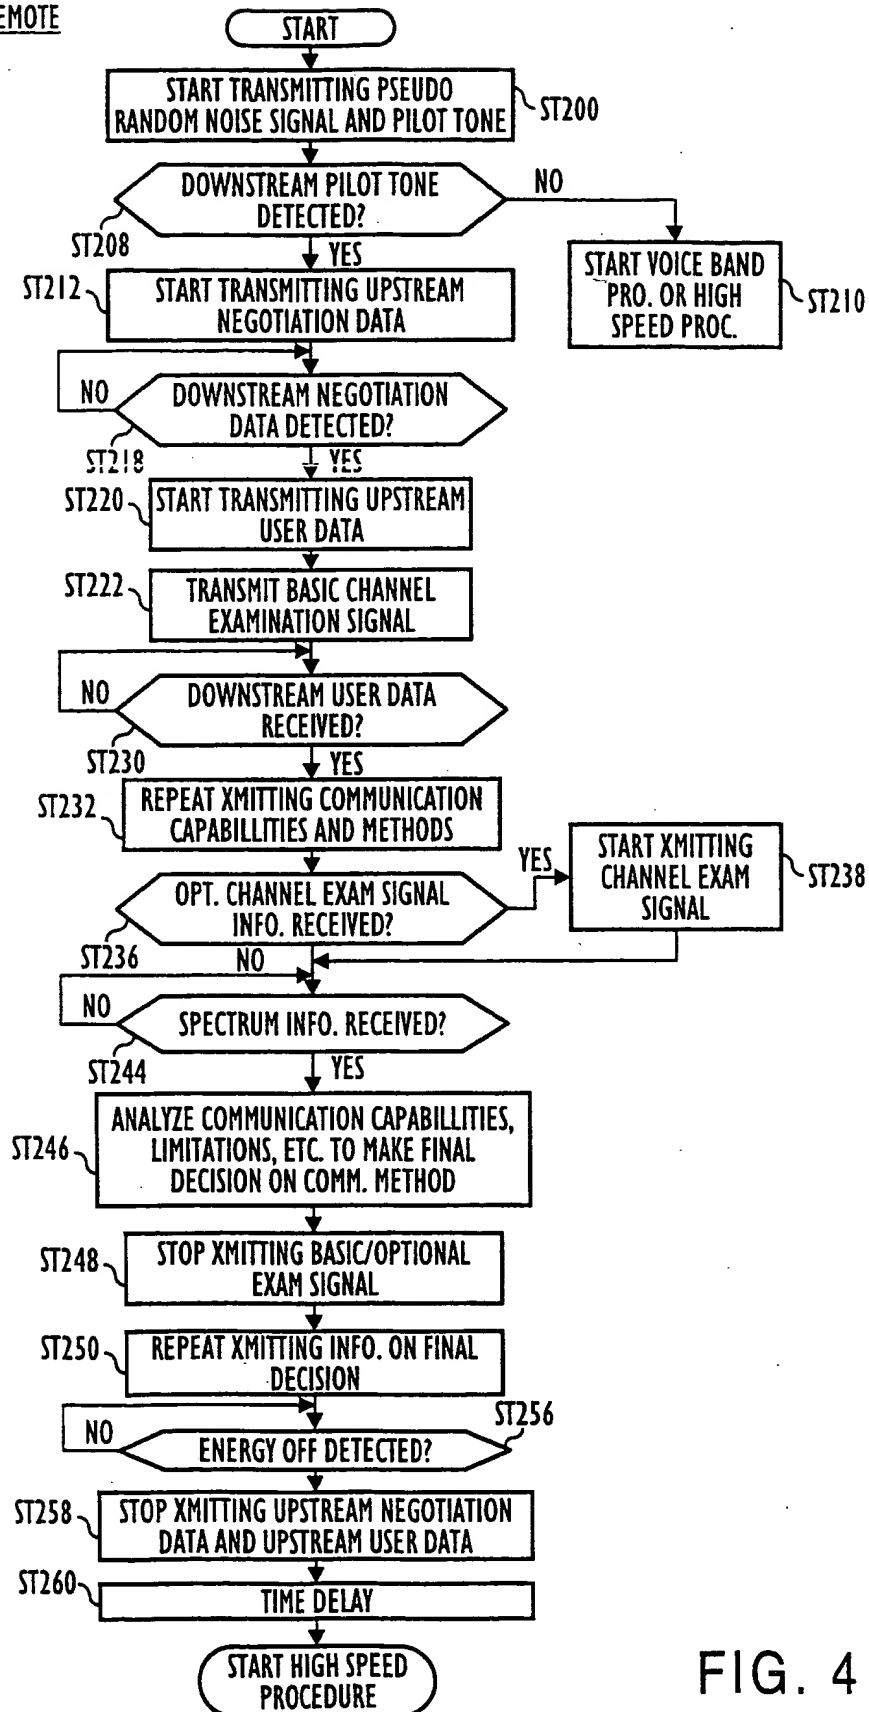 EMOTE
START
START TRANSMITTING PSEUDO
RANDOM NOISE SIGNAL AND PILOT TONE
ST200
DOWNSTREAM PILOT TONE
DETECTED?
NO
ST208
YES
START VOICE BAND
PRO. OR HIGH
SPEED PROC.
ST210
ST212
START TRANSMITTING UPSTREAM
NEGOTIATION DATA
NO
DOWNSTREAM NEGOTIATION
DATA DETECTED?
ST218
YES
ST220
START TRANSMITTING UPSTREAM
USER DATA
ST222
TRANSMIT BASIC CHANNEL
EXAMINATION SIGNAL
NO
DOWNSTREAM USER DATA
RECEIVED?
ST230
YES
ST232
REPEAT XMITTING COMMUNICATION
CAPABILLITIES AND METHODS
OPT. CHANNEL EXAM SIGNAL
INFO. RECEIVED?
YES
START XMITTING
CHANNEL EXAM
SIGNAL
ST238
ST236
NO
NO
SPECTRUM INFO. RECEIVED?
ST244
YES
ST246
ANALYZE COMMUNICATION CAPABILLITIES,
LIMITATIONS, ETC. TO MAKE FINAL
DECISION ON COMM. METHOD
ST248
STOP XMITTING BASIC/OPTIONAL
EXAM SIGNAL
ST250
REPEAT XMITTING INFO. ON FINAL
DECISION
NO
ENERGY OFF DETECTED?
ST256
ST258
STOP XMITTING UPSTREAM NEGOTIATION
DATA AND UPSTREAM USER DATA
ST260
TIME DELAY
START HIGH SPEED
PROCEDURE
FIG. 4